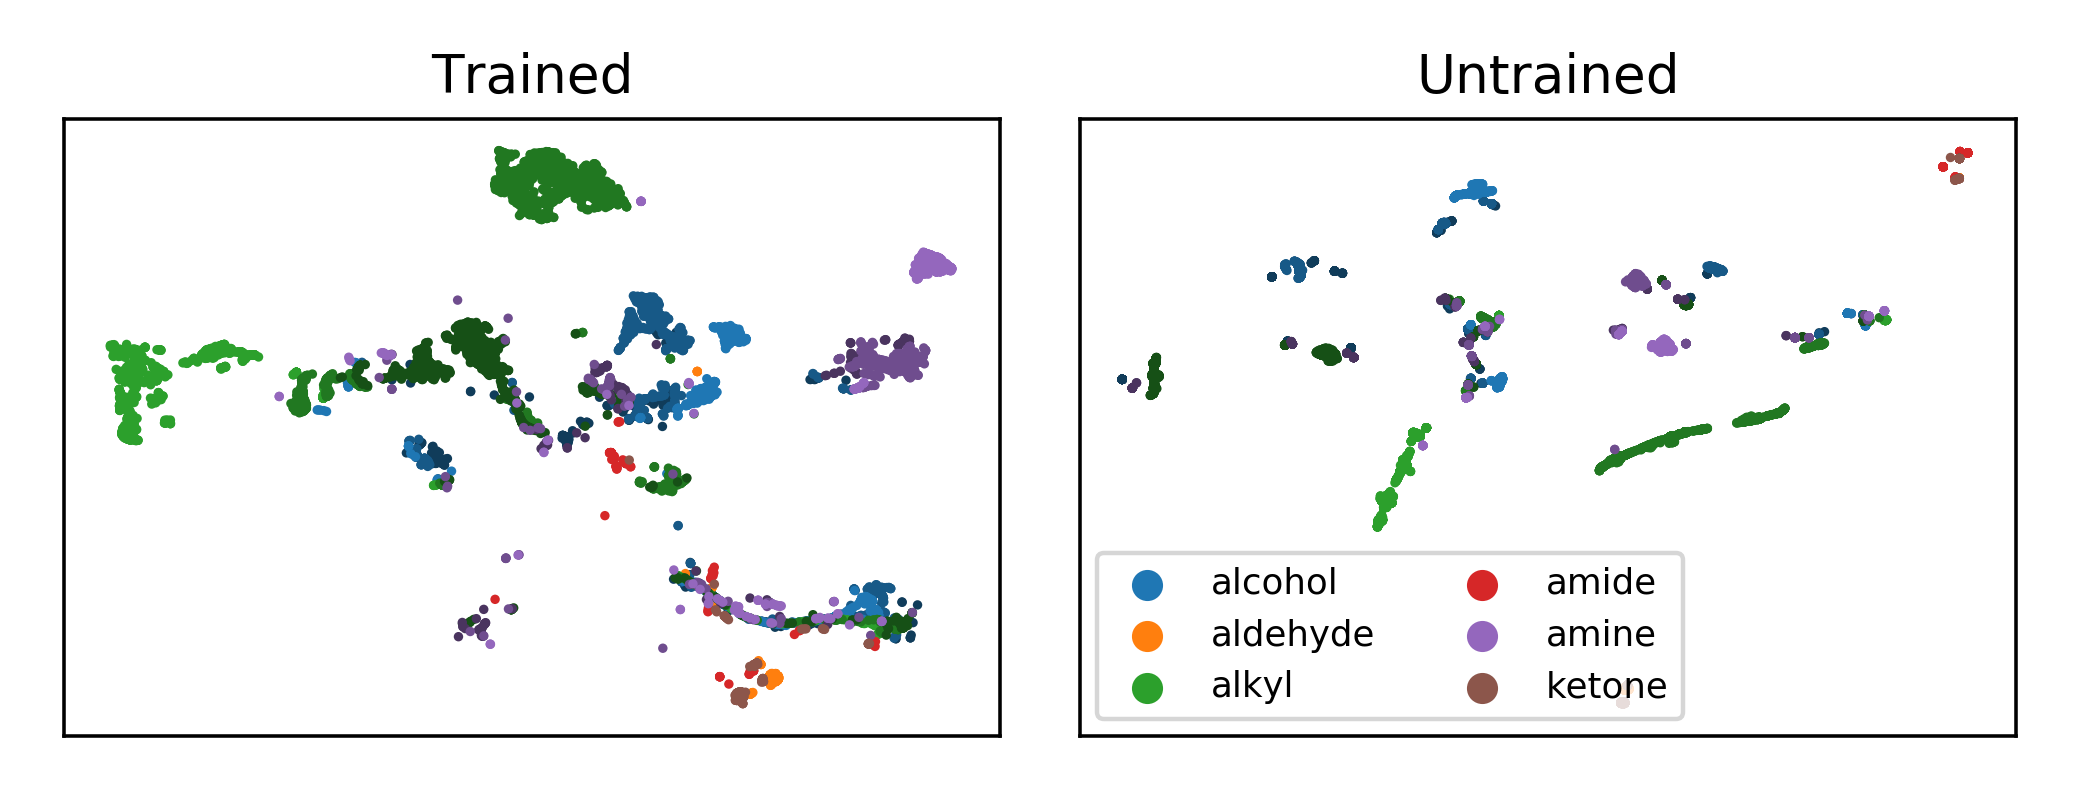 Trained
Untrained
alcohol
aldehyde
alkyl
amide
amine
ketone